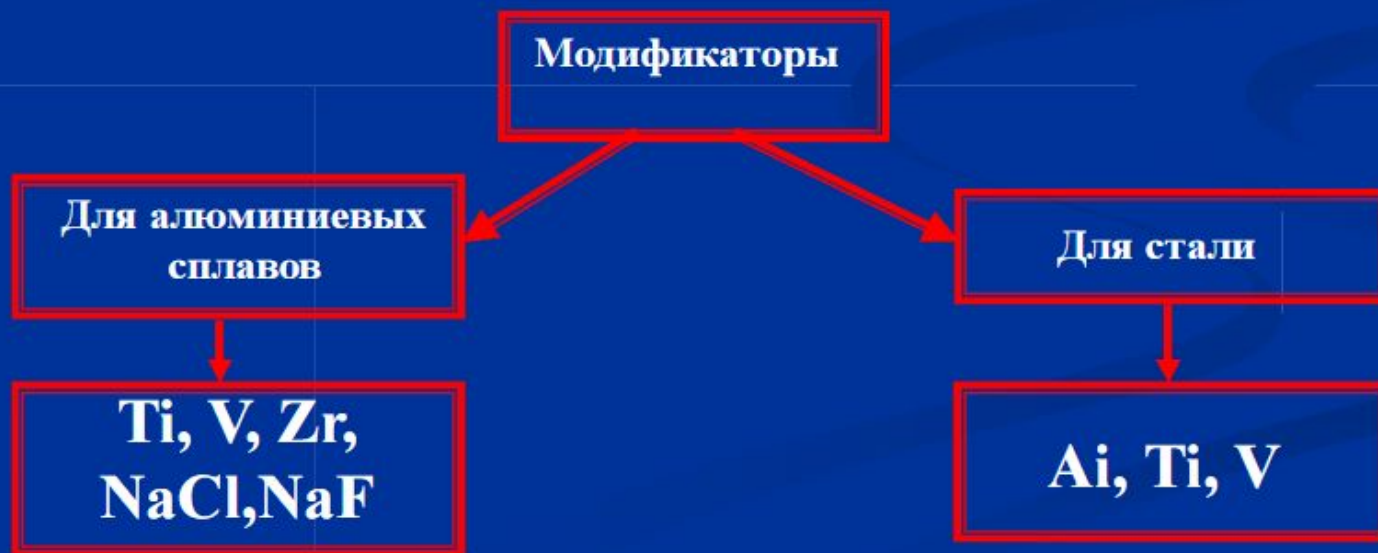 Модификаторы
Для алюминиевых
сплавов
Для стали
Ti, V, Zr,
NaCl,NaF
Ai, Ti, V